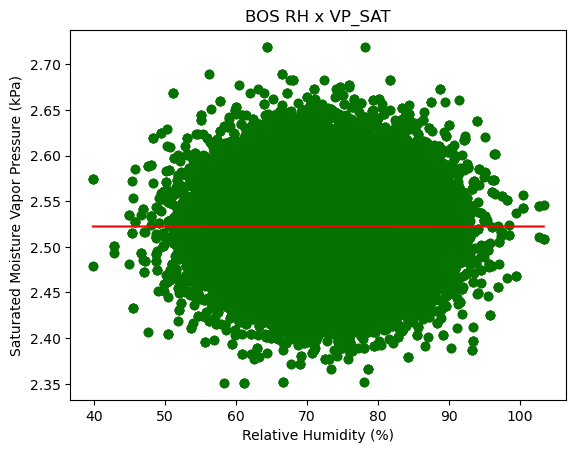 BOS RH x VP_SAT
Saturated Moisture Vapor Pressure (kPa)
2.70
2.65
2.60
2.55
2.50
2.45
2.40
2.35
40 50 60 70 80 90 100
Relative Humidity (%)